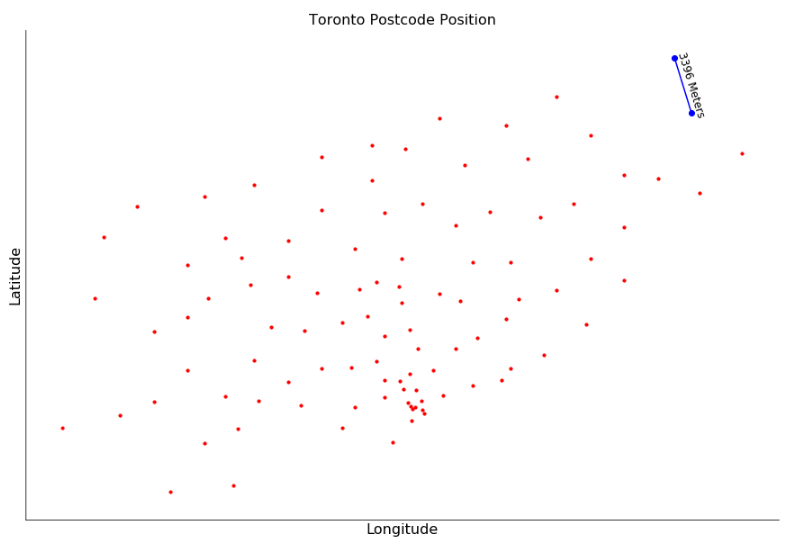 Toronto Postcode Position
3396 Meters
Latitude
Longitude